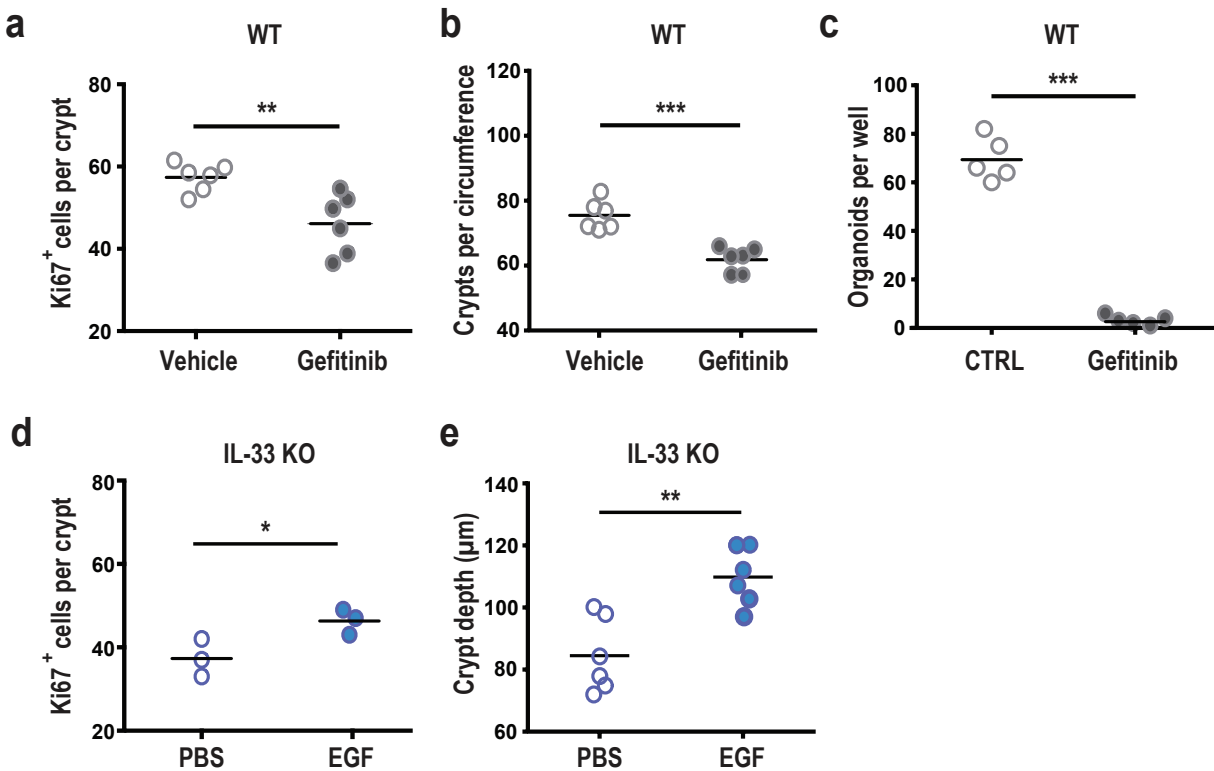 a
WT
Ki67+ cells per crypt
80
60
40
20
**
Vehicle
Gefitinib
b
WT
Crypts per circumference
120
100
80
60
40
***
Vehicle
Gefitinib
c
WT
Organoids per well
100
80
60
40
20
0
***
CTRL
Gefitinib
d
IL-33 KO
Ki67+ cells per crypt
80
60
40
20
*
PBS
EGF
e
IL-33 KO
Crypt depth (µm)
140
120
100
80
60
**
PBS
EGF